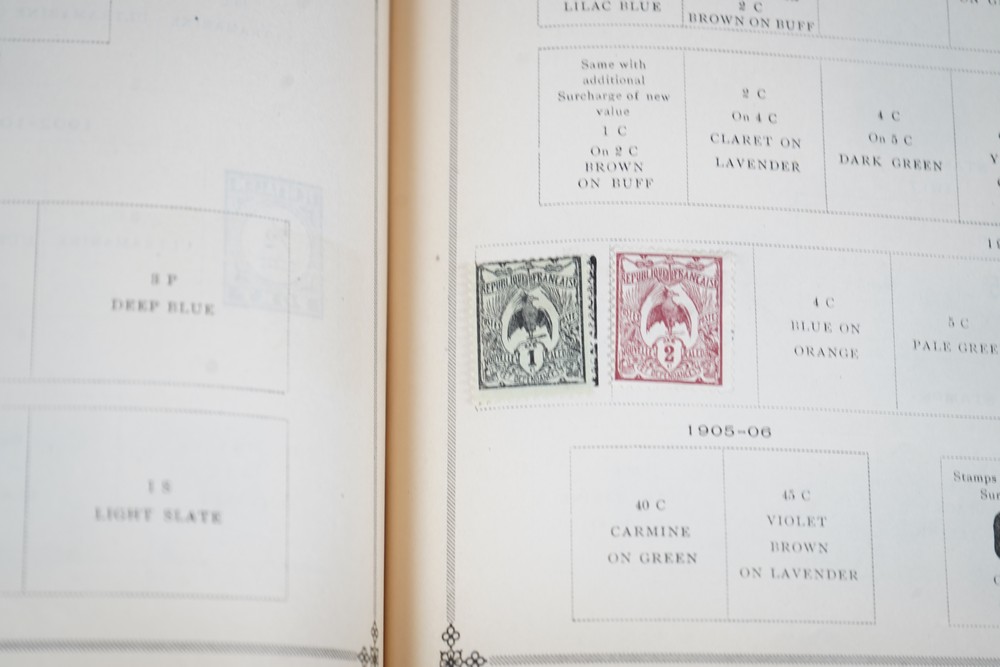 3 P
DEEP BLUE
1 S
LIGHT SLATE
LILAC BLUE
2 C
BROWN ON BUFF
Same with
additional
Surcharge of new
value
1 C
On 2 C
BROWN
ON BUFF
2 C
On 4 C
CLARET ON
LAVENDER
4 C
On 5 C
DARK GREEN
REPUBLIQUE FRANÇAISE
1
REPUBLIQUE FRANÇAISE
2
4 C
BLUE ON
ORANGE
5 C
PALE GREE
1905-06
40 C
CARMINE
ON GREEN
45 C
VIOLET
BROWN
ON LAVENDER
Stamps
Sur